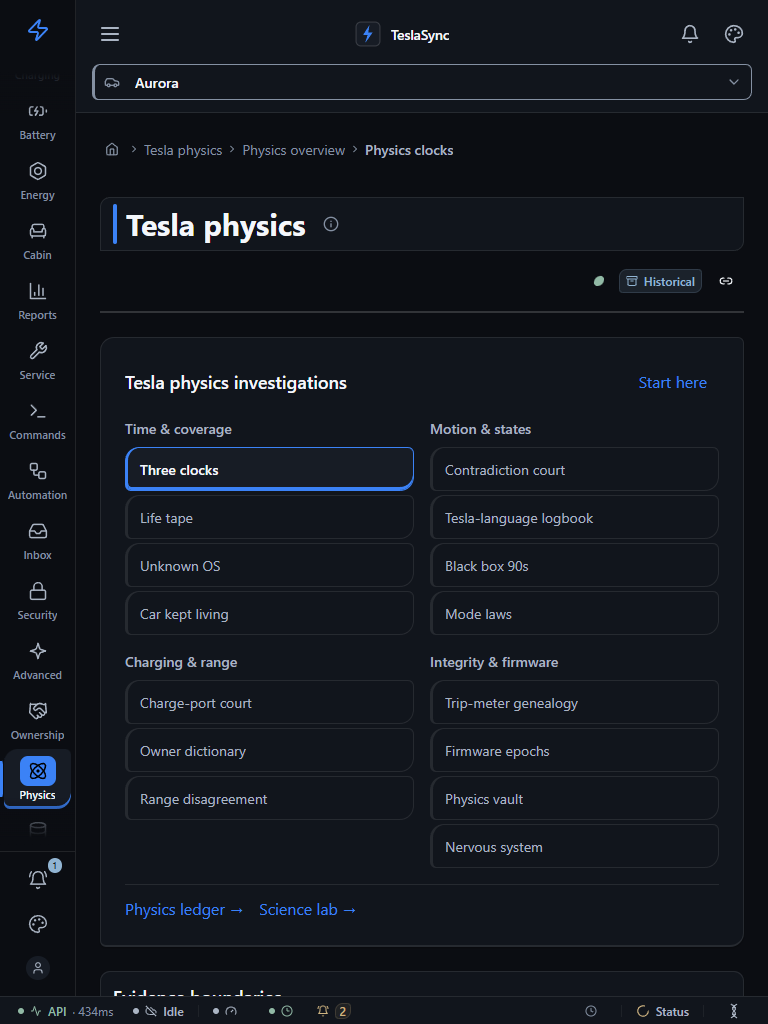 TeslaSync
Aurora
Charging
Battery
Energy
Cabin
Reports
Service
Commands
Automation
Inbox
Security
Advanced
Ownership
Physics
1
Tesla physics
Physics overview
Physics clocks
Tesla physics
Historical
Tesla physics investigations
Start here
Time & coverage
Three clocks
Life tape
Unknown OS
Car kept living
Motion & states
Contradiction court
Tesla-language logbook
Black box 90s
Mode laws
Charging & range
Charge-port court
Owner dictionary
Range disagreement
Integrity & firmware
Trip-meter genealogy
Firmware epochs
Physics vault
Nervous system
Physics ledger →
Science lab →
Evidence boundaries
API · 434ms
Idle
2
Status